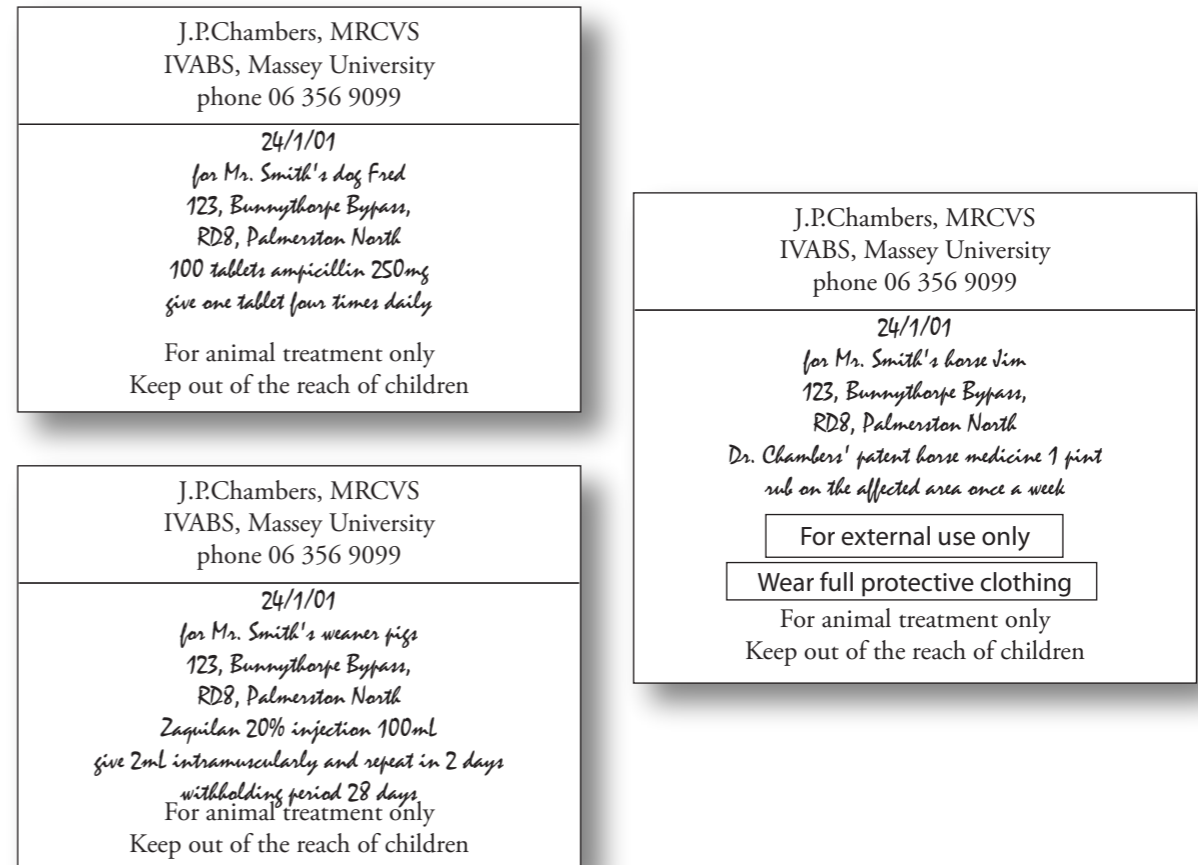 J.P.Chambers, MRCVS
IVABS, Massey University
phone 06 356 9099
24/1/01
for Mr. Smith's dog Fred
123, Bunnythorpe Bypass,
RD8, Palmerston North
100 tablets ampicillin 250mg
give one tablet four times daily
For animal treatment only
Keep out of the reach of children
J.P.Chambers, MRCVS
IVABS, Massey University
phone 06 356 9099
24/1/01
for Mr. Smith's weaner pigs
123, Bunnythorpe Bypass,
RD8, Palmerston North
Zaquilan 20% injection 100mL
give 2mL intramuscularly and repeat in 2 days
withholding period 28 days
For animal treatment only
Keep out of the reach of children
J.P.Chambers, MRCVS
IVABS, Massey University
phone 06 356 9099
24/1/01
for Mr. Smith's horse Jim
123, Bunnythorpe Bypass,
RD8, Palmerston North
Dr. Chambers' patent horse medicine 1 pint
rub on the affected area once a week
For external use only
Wear full protective clothing
For animal treatment only
Keep out of the reach of children